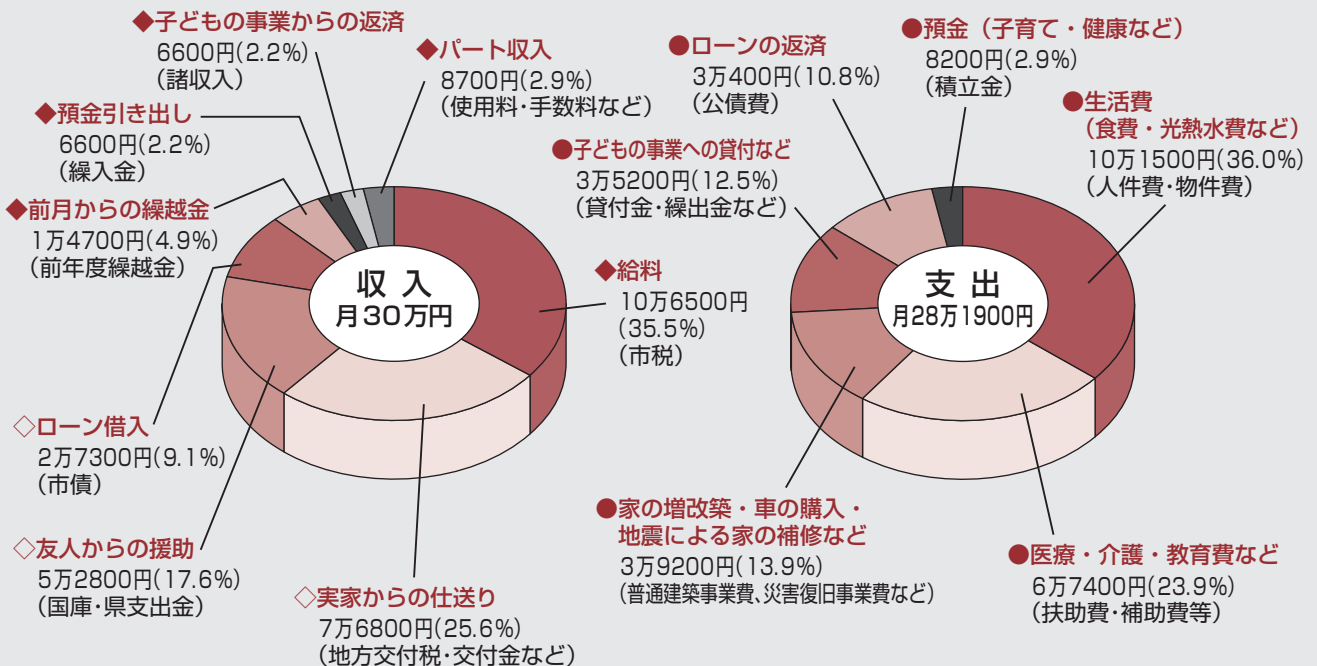 ◆子どもの事業からの返済
6600円(2.2%)
(諸収入)
◆パート収入
8700円(2.9%)
(使用料・手数料など)
◆預金引き出し
6600円(2.2%)
(繰入金)
◆前月からの繰越金
1万4700円(4.9%)
(前年度繰越金)
収 入
月30万円
◆給料
10万6500円
(35.5%)
(市税)
◇ローン借入
2万7300円(9.1%)
(市債)
◇友人からの援助
5万2800円(17.6%)
(国庫・県支出金)
◇実家からの仕送り
7万6800円(25.6%)
(地方交付税・交付金など)
●ローンの返済
3万400円(10.8%)
(公債費)
●預金(子育て・健康など)
8200円(2.9%)
(積立金)
●生活費
(食費・光熱水費など)
10万1500円(36.0%)
(人件費・物件費)
●子どもの事業への貸付など
3万5200円(12.5%)
(貸付金・繰出金など)
支 出
月28万1900円
●家の増改築・車の購入・
地震による家の補修など
3万9200円(13.9%)
(普通建築事業費、災害復旧事業費など)
●医療・介護・教育費など
6万7400円(23.9%)
(扶助費・補助費等)